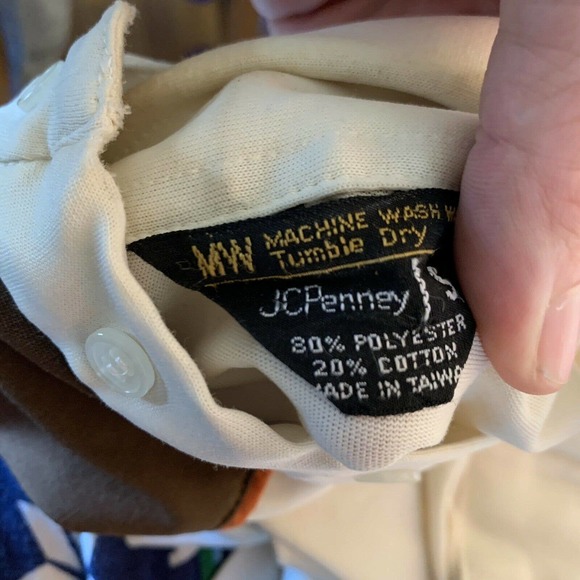 MW MACHINE WASH W
Tumble Dry
JCPenney S
80% POLYESTER
20% COTTON
MADE IN TAIWAN